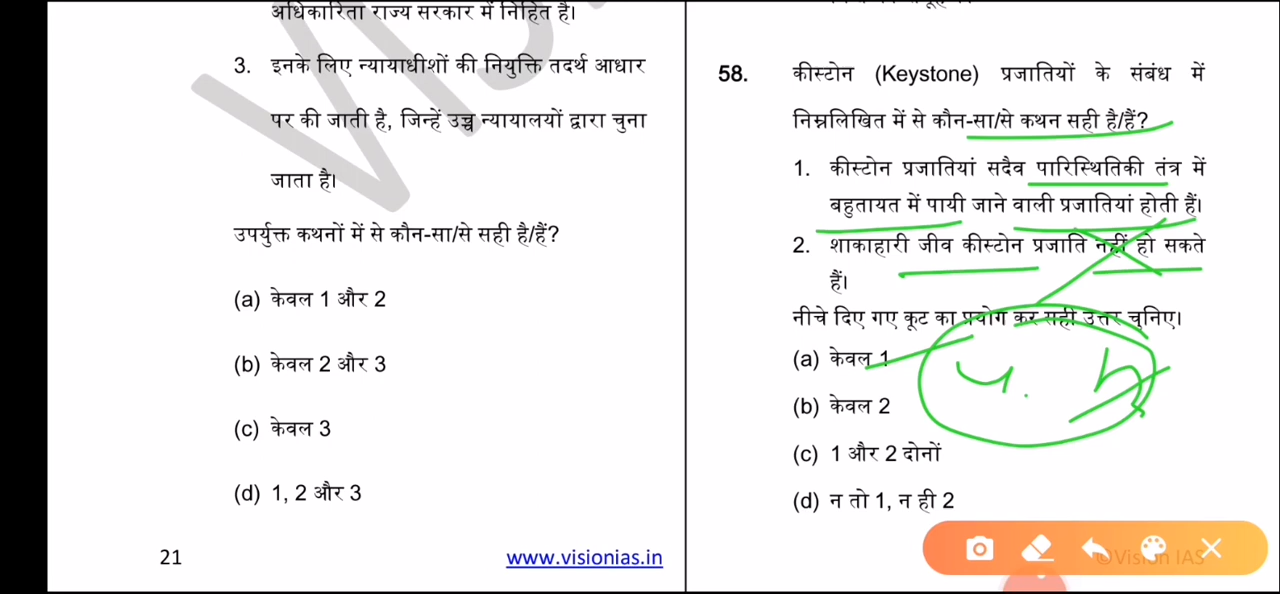 अधिकारिता राज्य सरकार में निहित है।
3. इनके लिए न्यायाधीशों की नियुक्ति तदर्थ आधार
पर की जाती है, जिन्हें उच्च न्यायालयों द्वारा चुना
जाता है।
उपर्युक्त कथनों में से कौन-सा/से सही है/हैं?
(a) केवल 1 और 2
(b) केवल 2 और 3
(c) केवल 3
(d) 1, 2 और 3
21
www.visionias.in
58. कीस्टोन (Keystone) प्रजातियों के संबंध में
निम्नलिखित में से कौन-सा/से कथन सही है/हैं?
1. कीस्टोन प्रजातियां सदैव पारिस्थितिकी तंत्र में
बहुतायत में पायी जाने वाली प्रजातियां होती हैं।
2. शाकाहारी जीव कीस्टोन प्रजाति नहीं हो सकते
हैं।
नीचे दिए गए कूट का प्रयोग कर सही उत्तर चुनिए।
(a) केवल 1
(b) केवल 2
(c) 1 और 2 दोनों
(d) न तो 1, न ही 2
©Vision IAS